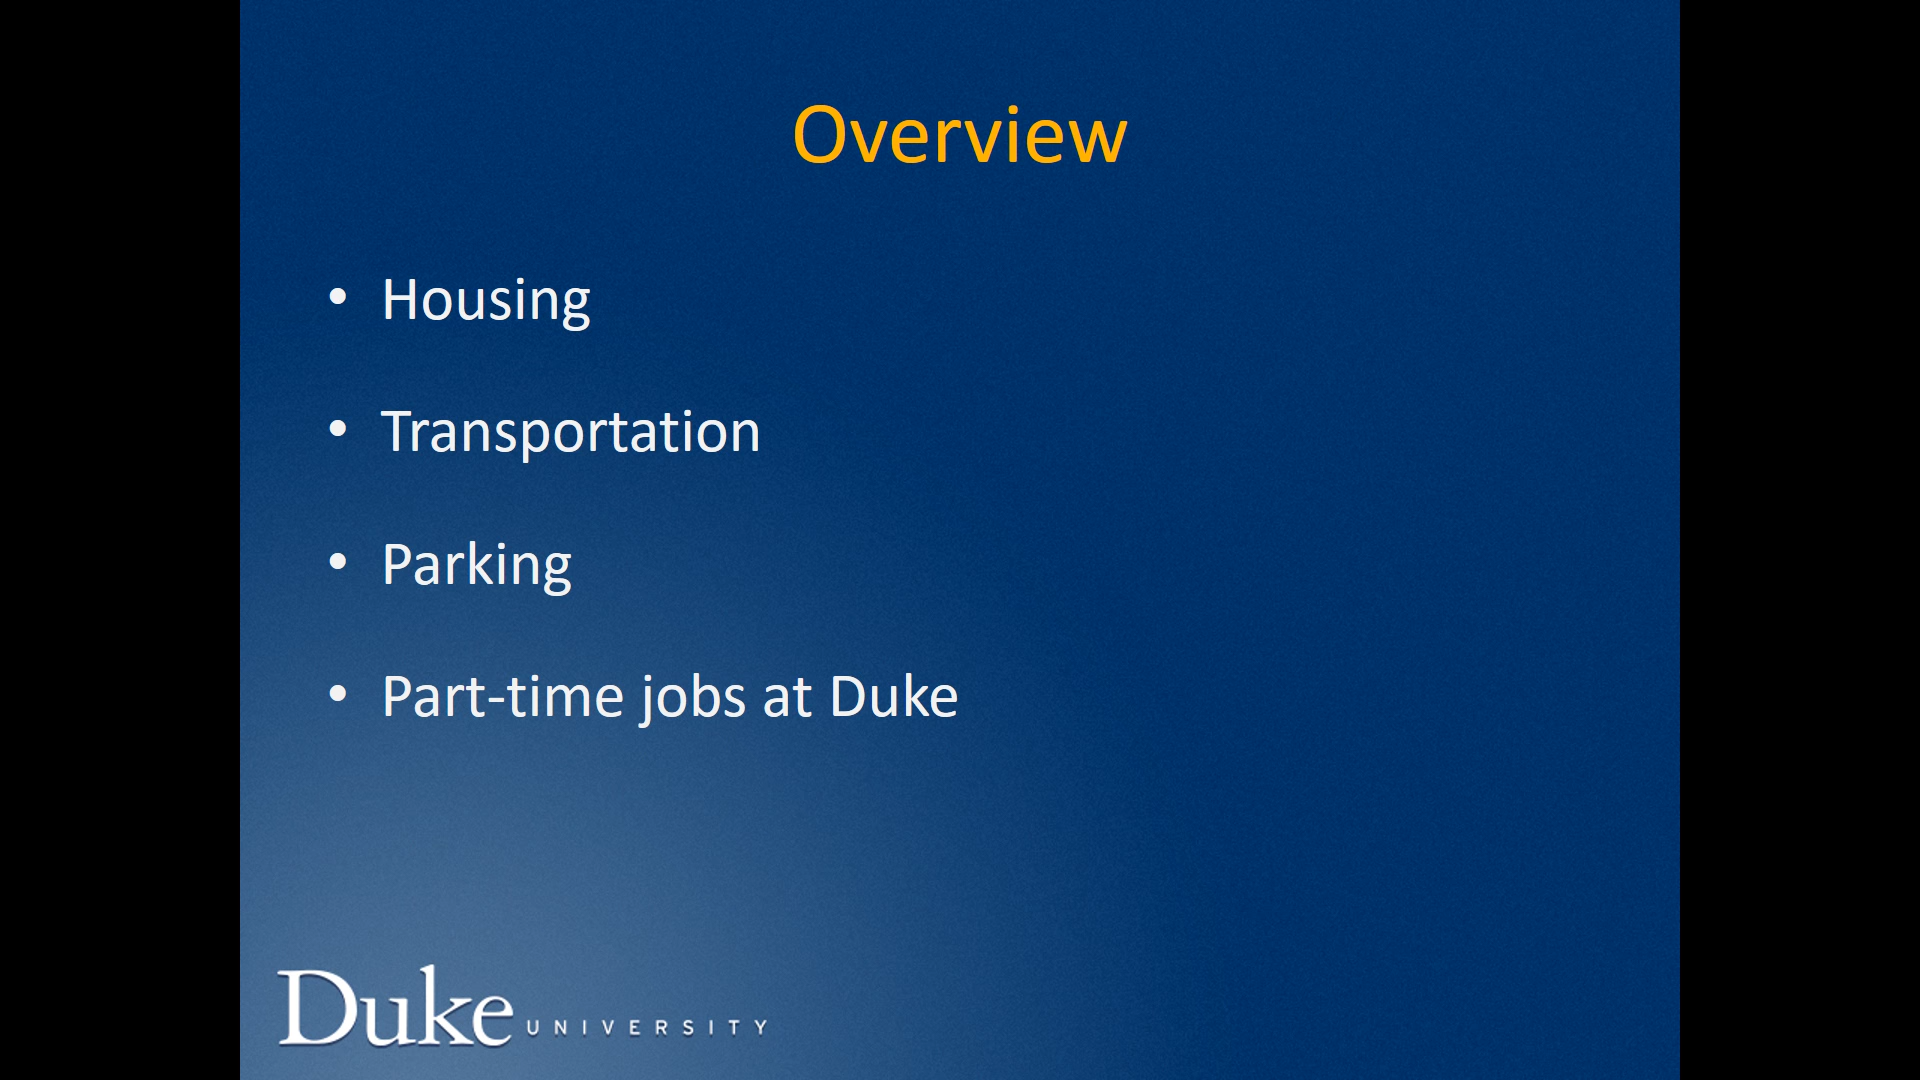 Overview
• Housing
• Transportation
• Parking
• Part-time jobs at Duke
Duke UNIVERSITY